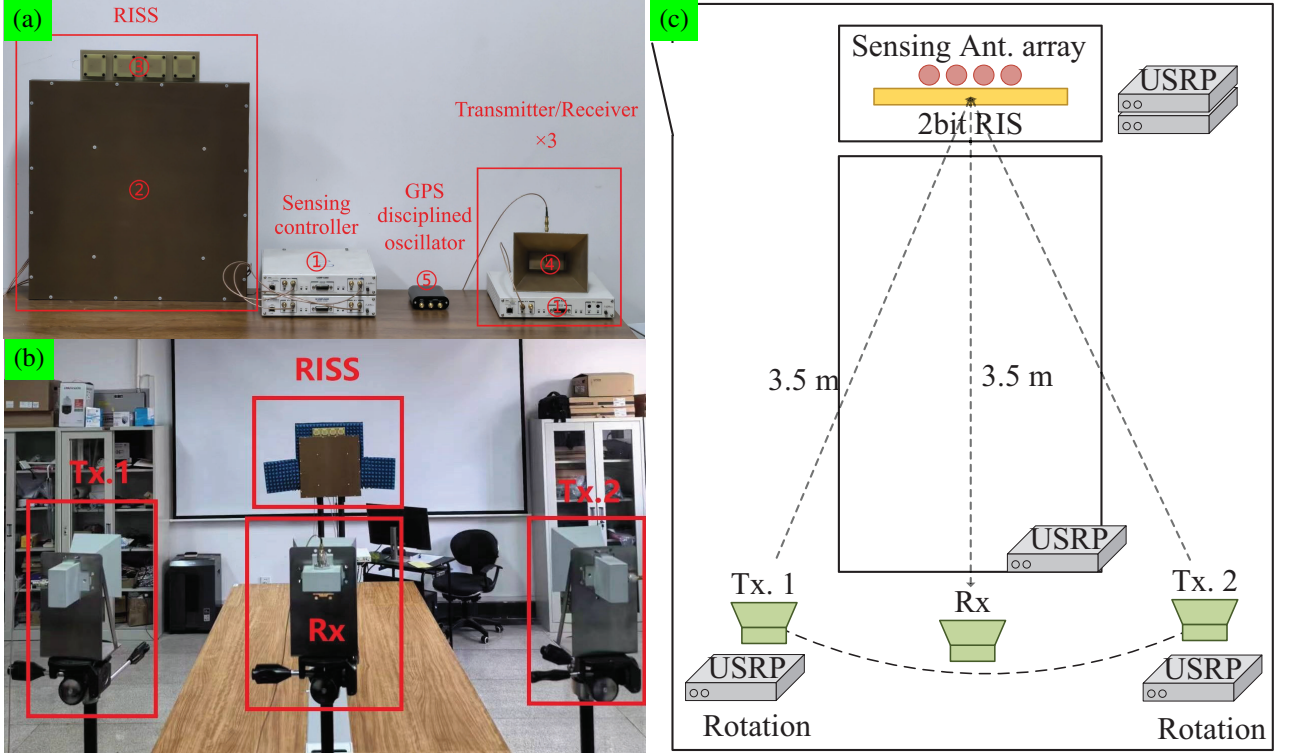 (a)
RISS
③
②
Sensing
controller
①
GPS
disciplined
oscillator
⑤
Transmitter/Receiver
×3
④
①
(b)
RISS
Tx.1
Tx.2
Rx
(c)
Sensing Ant. array
2bit RIS
USRP
3.5 m
3.5 m
USRP
Tx. 1
Rx
Tx. 2
USRP
USRP
Rotation
Rotation